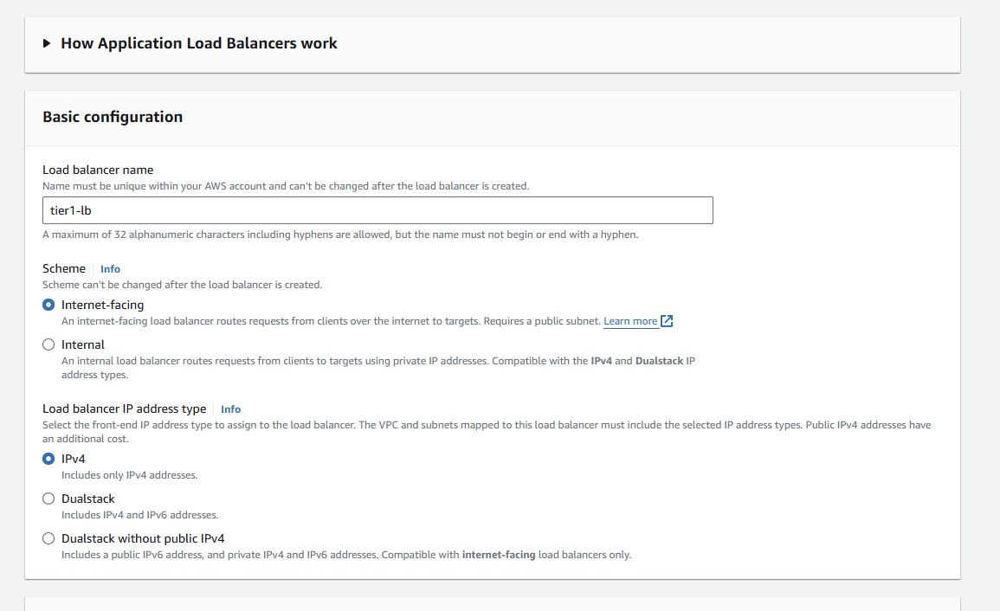 How Application Load Balancers work
Basic configuration
Load balancer name
Name must be unique within your AWS account and can't be changed after the load balancer is created.
tier1-lb
A maximum of 32 alphanumeric characters including hyphens are allowed, but the name must not begin or end with a hyphen.
Scheme Info
Scheme can't be changed after the load balancer is created.
Internet-facing
An internet-facing load balancer routes requests from clients over the internet to targets. Requires a public subnet. Learn more
Internal
An internal load balancer routes requests from clients to targets using private IP addresses. Compatible with the IPv4 and Dualstack IP
address types.
Load balancer IP address type Info
Select the front-end IP address type to assign to the load balancer. The VPC and subnets mapped to this load balancer must include the selected IP address types. Public IPv4 addresses have
an additional cost.
IPv4
Includes only IPv4 addresses.
Dualstack
Includes IPv4 and IPv6 addresses.
Dualstack without public IPv4
Includes a public IPv6 address, and private IPv4 and IPv6 addresses. Compatible with internet-facing load balancers only.